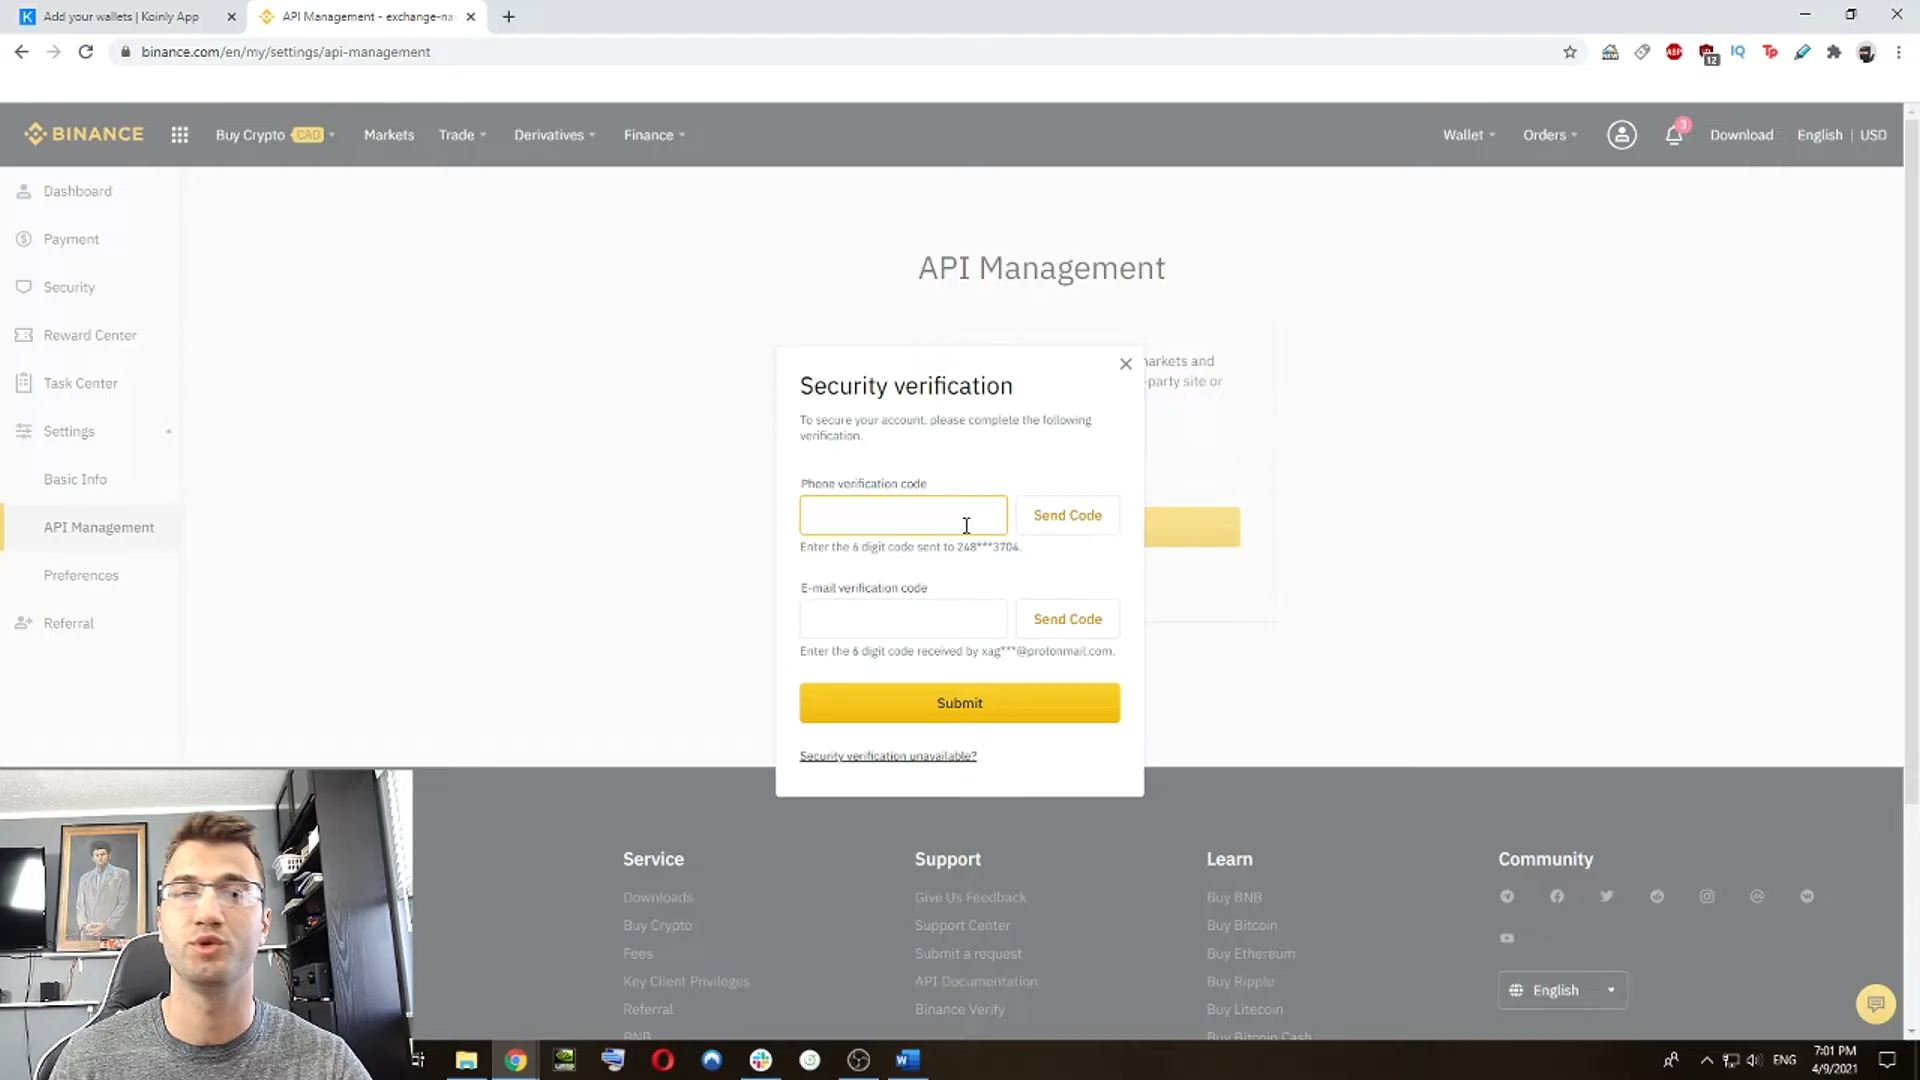 Add your wallets | Koinly App
API Management - exchange-na
binance.com/en/my/settings/api-management
12
BINANCE
Buy Crypto CAD
Markets
Trade
Derivatives
Finance
Wallet
Orders
3
Download
English | USD
Dashboard
Payment
Security
Reward Center
Task Center
Settings
Basic Info
API Management
Preferences
Referral
API Management
markets and
-party site or
Security verification
To secure your account, please complete the following
verification.
Phone verification code
Send Code
Enter the 6 digit code sent to 248***3704.
E-mail verification code
Send Code
Enter the 6 digit code received by xag***@protonmail.com.
Submit
Security verification unavailable?
Service
Downloads
Buy Crypto
Fees
Key Client Privileges
Referral
BNB
Support
Give Us Feedback
Support Center
Submit a request
API Documentation
Binance Verify
Learn
Buy BNB
Buy Bitcoin
Buy Ethereum
Buy Ripple
Buy Litecoin
Buy Bitcoin Cash
Community
English
ENG
7:01 PM
4/9/2021